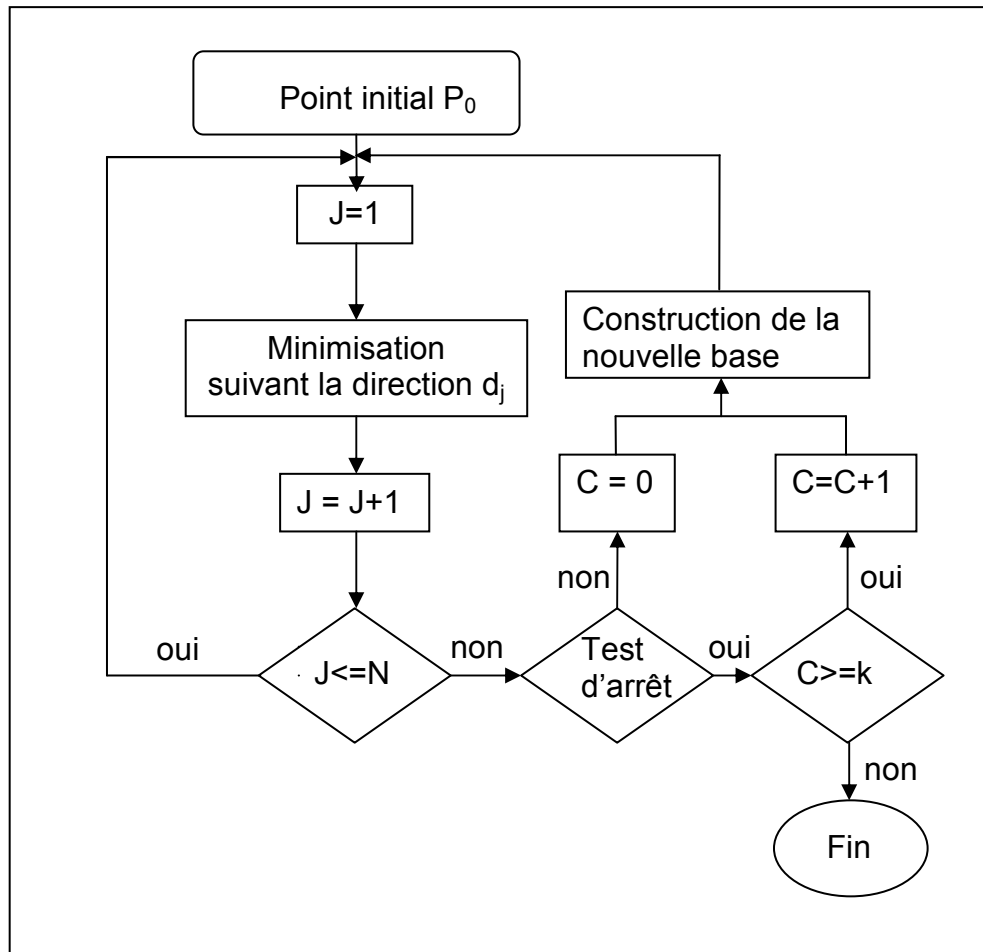 Point initial P₀
J=1
Minimisation
suivant la direction dⱼ
Construction de la
nouvelle base
J = J+1
C = 0
C=C+1
non
oui
oui
J<=N
non
Test
d'arrêt
oui
C>=k
non
Fin